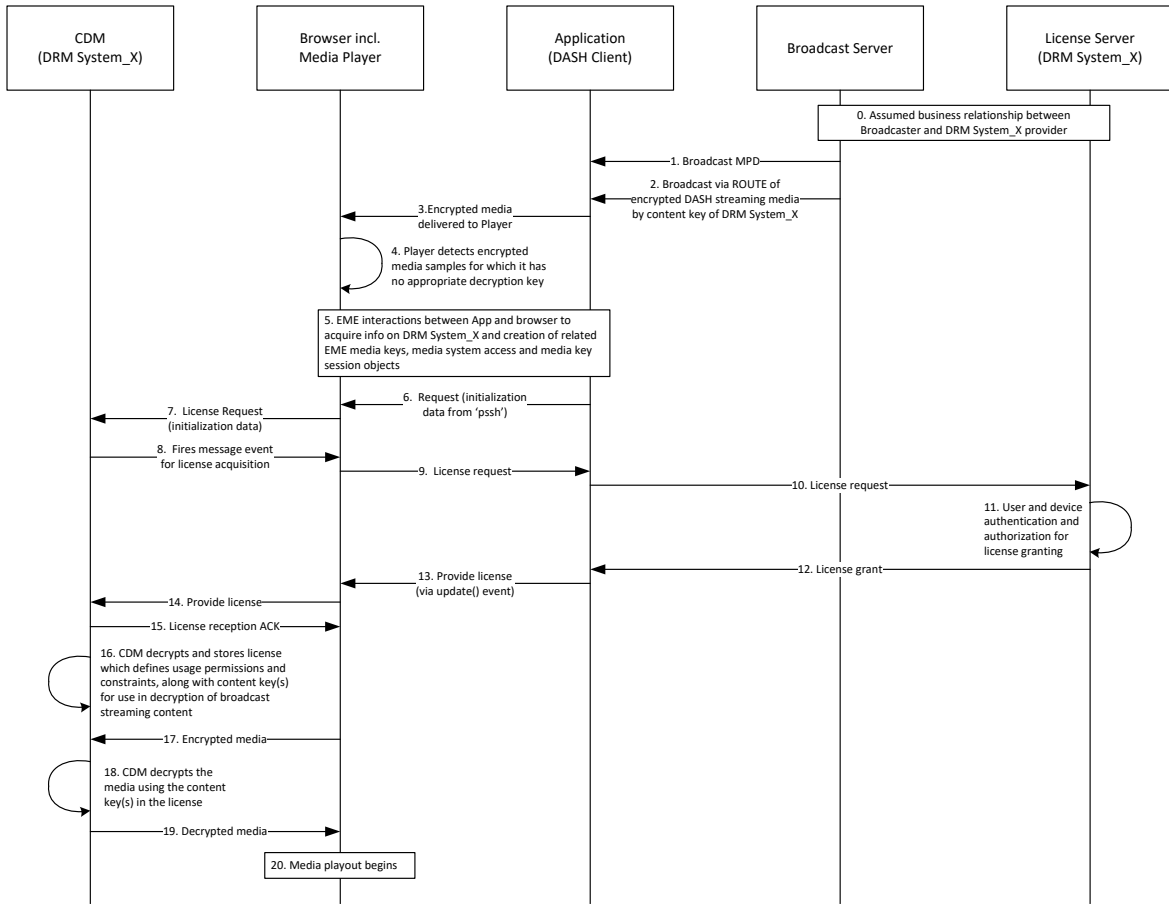 CDM
(DRM System_X)
Browser incl.
Media Player
Application
(DASH Client)
Broadcast Server
License Server
(DRM System_X)
0. Assumed business relationship between
Broadcaster and DRM System_X provider
1. Broadcast MPD
2. Broadcast via ROUTE of
encrypted DASH streaming media
by content key of DRM System_X
3.Encrypted media
delivered to Player
4. Player detects encrypted
media samples for which it has
no appropriate decryption key
5. EME interactions between App and browser to
acquire info on DRM System_X and creation of related
EME media keys, media system access and media key
session objects
6. Request (initialization
data from ‘pssh’)
7. License Request
(initialization data)
8. Fires message event
for license acquisition
9. License request
10. License request
11. User and device
authentication and
authorization for
license granting
12. License grant
13. Provide license
(via update() event)
14. Provide license
15. License reception ACK
16. CDM decrypts and stores license
which defines usage permissions and
constraints, along with content key(s)
for use in decryption of broadcast
streaming content
17. Encrypted media
18. CDM decrypts the
media using the content
key(s) in the license
19. Decrypted media
20. Media playout begins